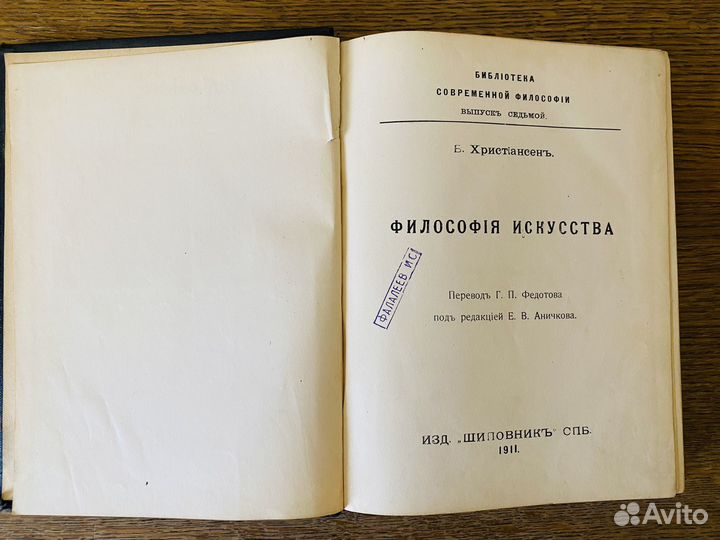 БИБЛІОТЕКА
СОВРЕМЕННОЙ ФИЛОСОФІИ
ВЫПУСКЪ СЕДЬМОЙ.
Б. Христіансенъ.
ФИЛОСОФІЯ ИСКУССТВА
ФАЛАЛЕЕВ И.С.
Переводъ Г. П. Федотова
подъ редакціей Е. В. Аничкова.
ИЗД. „ШИПОВНИКЪ" СПБ.
1911.
Avito